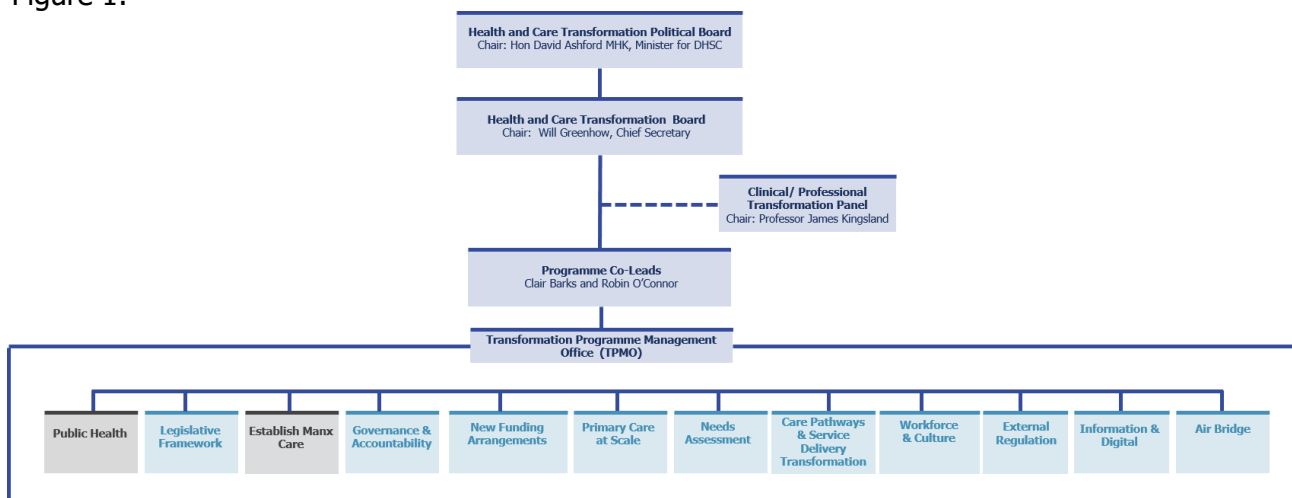 Figure 1:
Health and Care Transformation Political Board
Chair: Hon David Ashford MHK, Minister for DHSC
Health and Care Transformation Board
Chair: Will Greenhow, Chief Secretary
Clinical/ Professional
Transformation Panel
Chair: Professor James Kingsland
Programme Co-Leads
Clair Barks and Robin O'Connor
Transformation Programme Management
Office (TPMO)
Public Health
Legislative
Framework
Establish Manx
Care
Governance &
Accountability
New Funding
Arrangements
Primary Care
at Scale
Needs
Assessment
Care Pathways
& Service
Delivery
Transformation
Workforce
& Culture
External
Regulation
Information &
Digital
Air Bridge